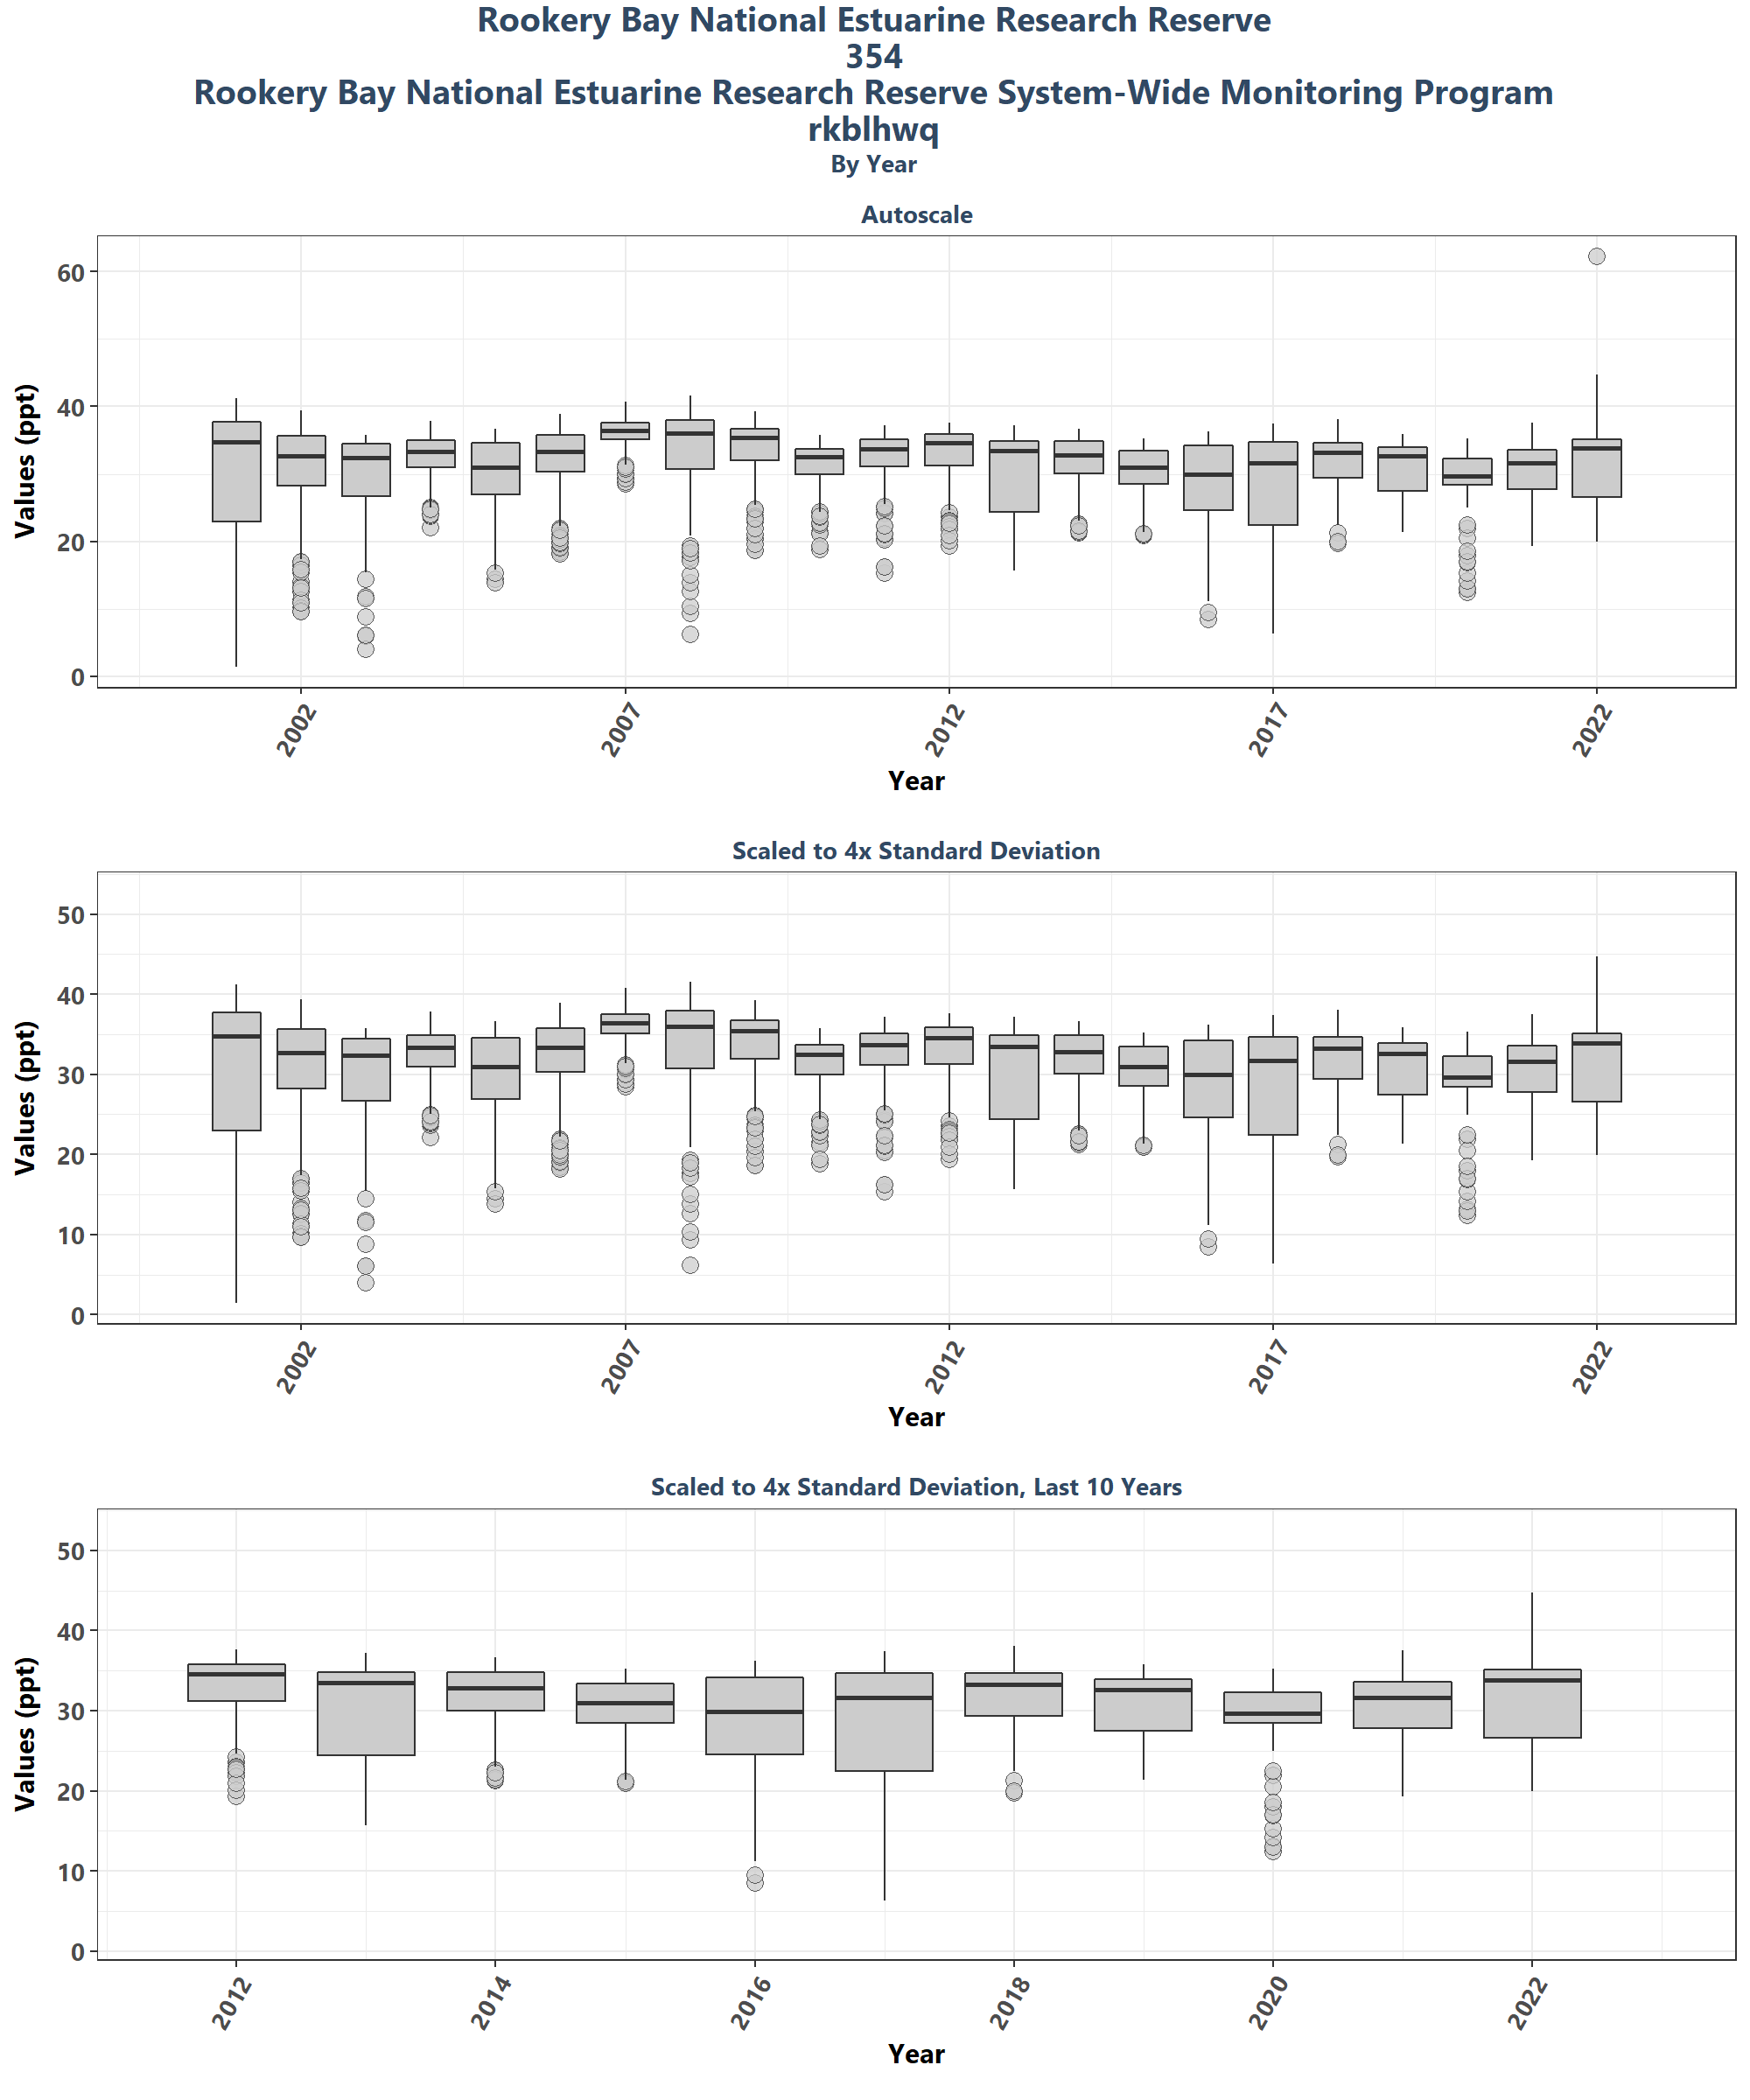 Rookery Bay National Estuarine Research Reserve
354
Rookery Bay National Estuarine Research Reserve System-Wide Monitoring Program
rkblhwq
By Year
Autoscale
Values (ppt)
60
40
20
0
2002 2007 2012 2017 2022
Year
Scaled to 4x Standard Deviation
Values (ppt)
50
40
30
20
10
0
2002 2007 2012 2017 2022
Year
Scaled to 4x Standard Deviation, Last 10 Years
Values (ppt)
50
40
30
20
10
0
2012 2014 2016 2018 2020 2022
Year